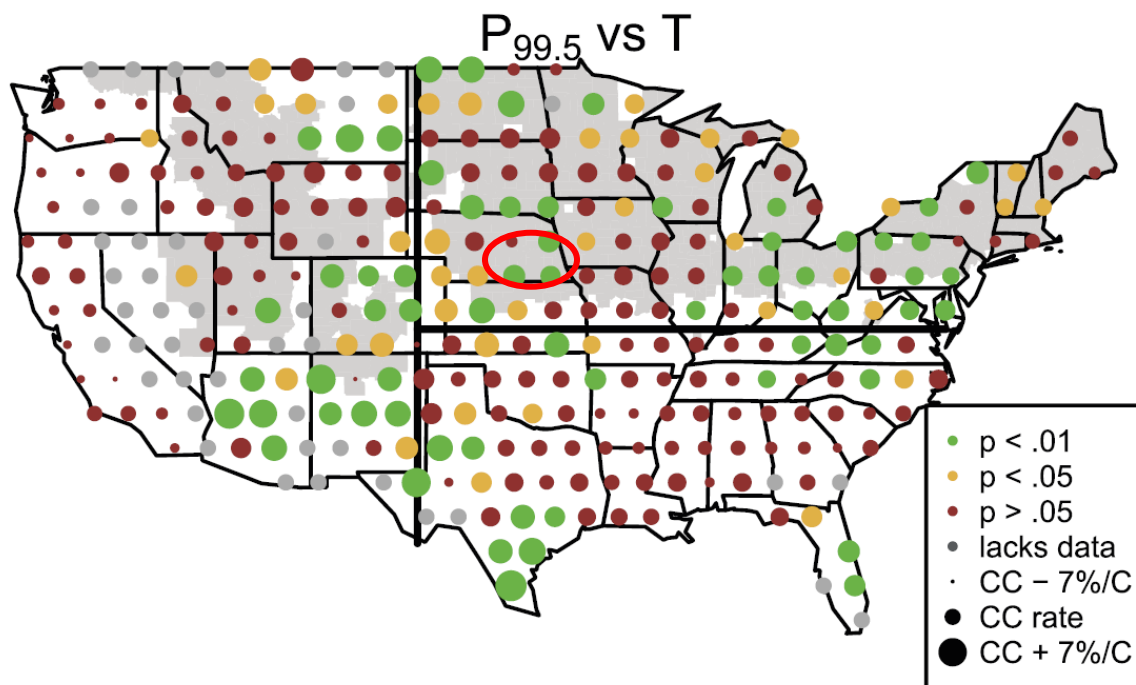 P99.5 vs T
p < .01
p < .05
p > .05
lacks data
CC − 7%/C
CC rate
CC + 7%/C